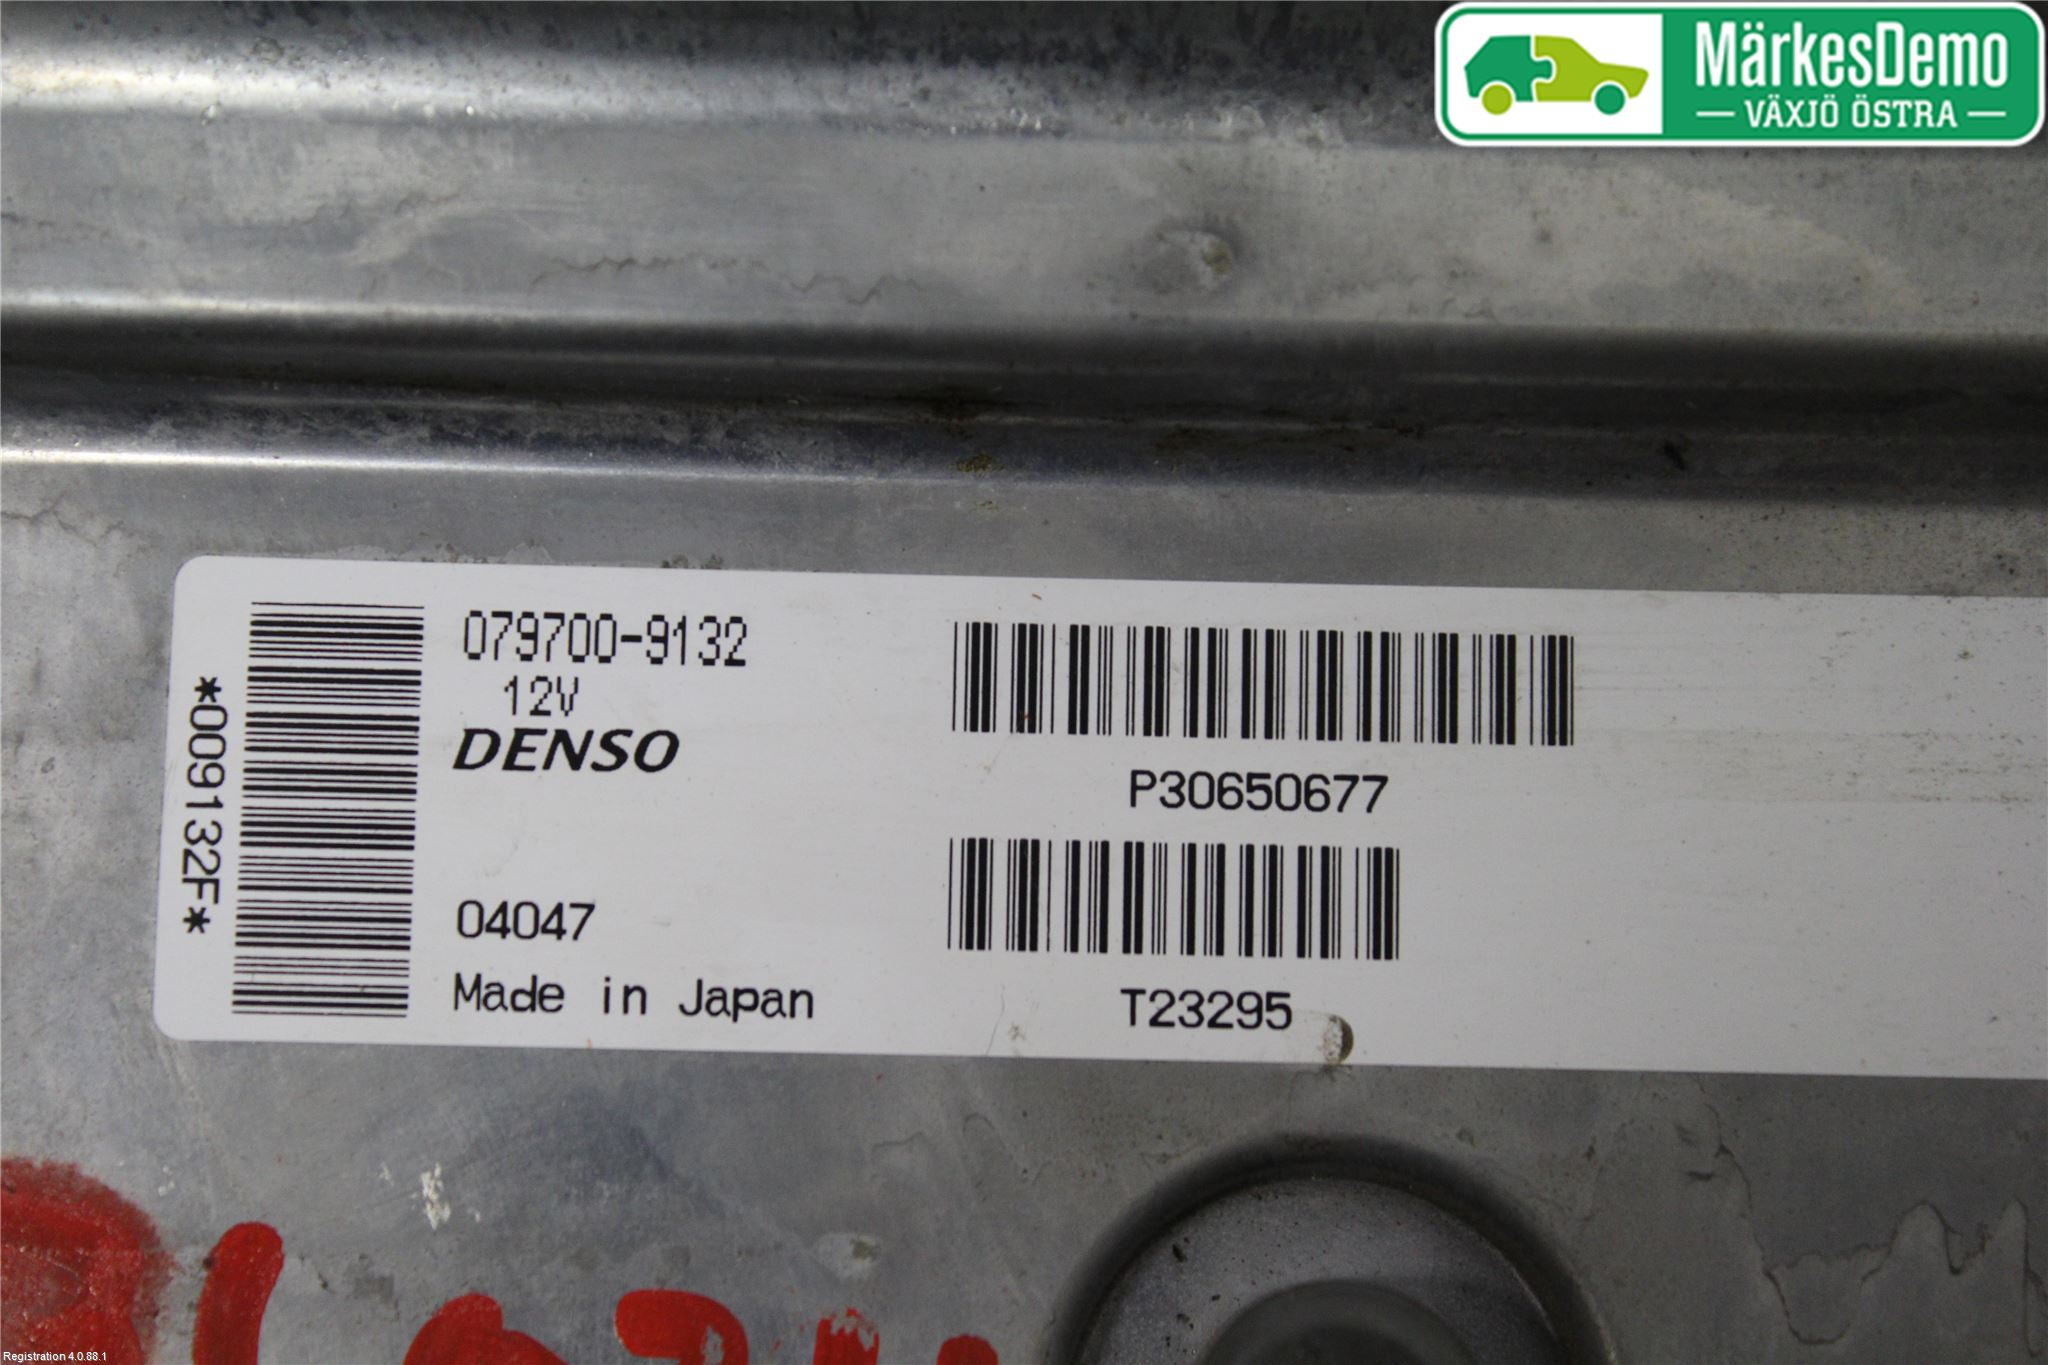 MärkesDemo
VÄXJÖ ÖSTRA
*009132F*
079700-9132
12V
DENSO
04047
Made in Japan
P30650677
T23295
Registration 4.0.88.1